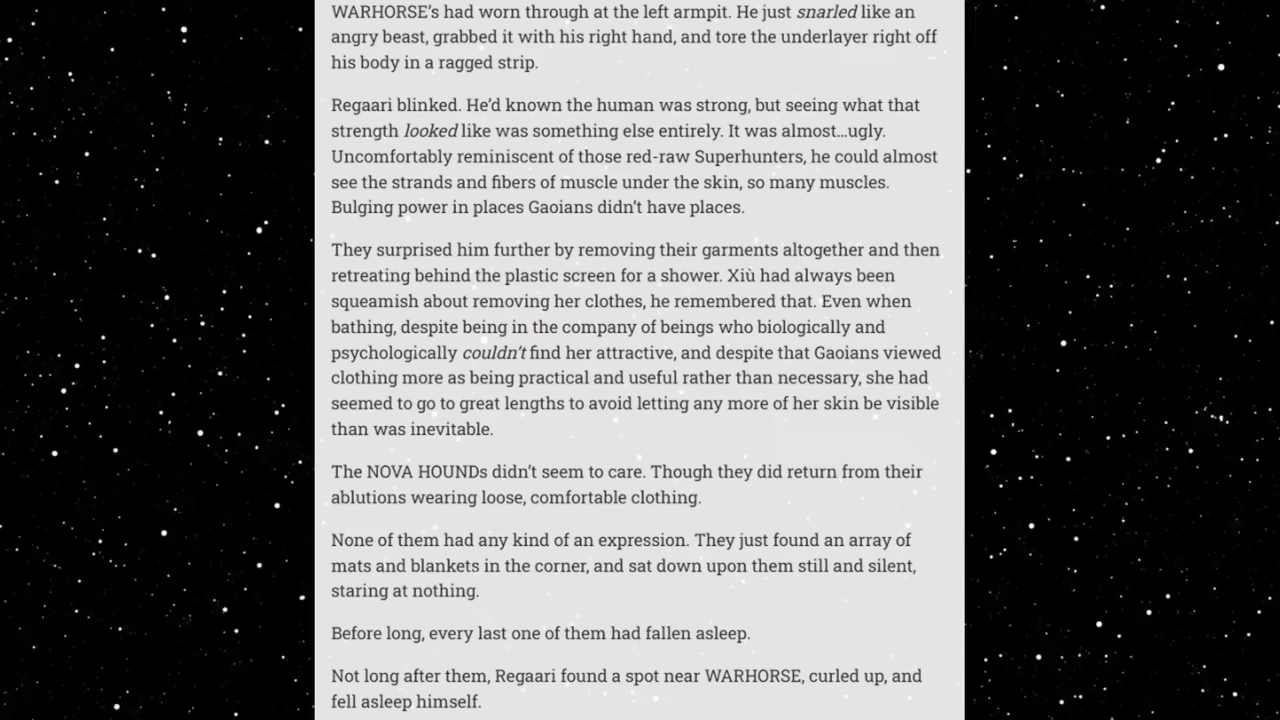 WARHORSE’s had worn through at the left armpit. He just snarled like an
angry beast, grabbed it with his right hand, and tore the underlayer right off
his body in a ragged strip.
Regaari blinked. He’d known the human was strong, but seeing what that
strength looked like was something else entirely. It was almost…ugly.
Uncomfortably reminiscent of those red-raw Superhunters, he could almost
see the strands and fibers of muscle under the skin, so many muscles.
Bulging power in places Gaoians didn’t have places.
They surprised him further by removing their garments altogether and then
retreating behind the plastic screen for a shower. Xiù had always been
squeamish about removing her clothes, he remembered that. Even when
bathing, despite being in the company of beings who biologically and
psychologically couldn’t find her attractive, and despite that Gaoians viewed
clothing more as being practical and useful rather than necessary, she had
seemed to go to great lengths to avoid letting any more of her skin be visible
than was inevitable.
The NOVA HOUNDs didn’t seem to care. Though they did return from their
ablutions wearing loose, comfortable clothing.
None of them had any kind of an expression. They just found an array of
mats and blankets in the corner, and sat down upon them still and silent,
staring at nothing.
Before long, every last one of them had fallen asleep.
Not long after them, Regaari found a spot near WARHORSE, curled up, and
fell asleep himself.